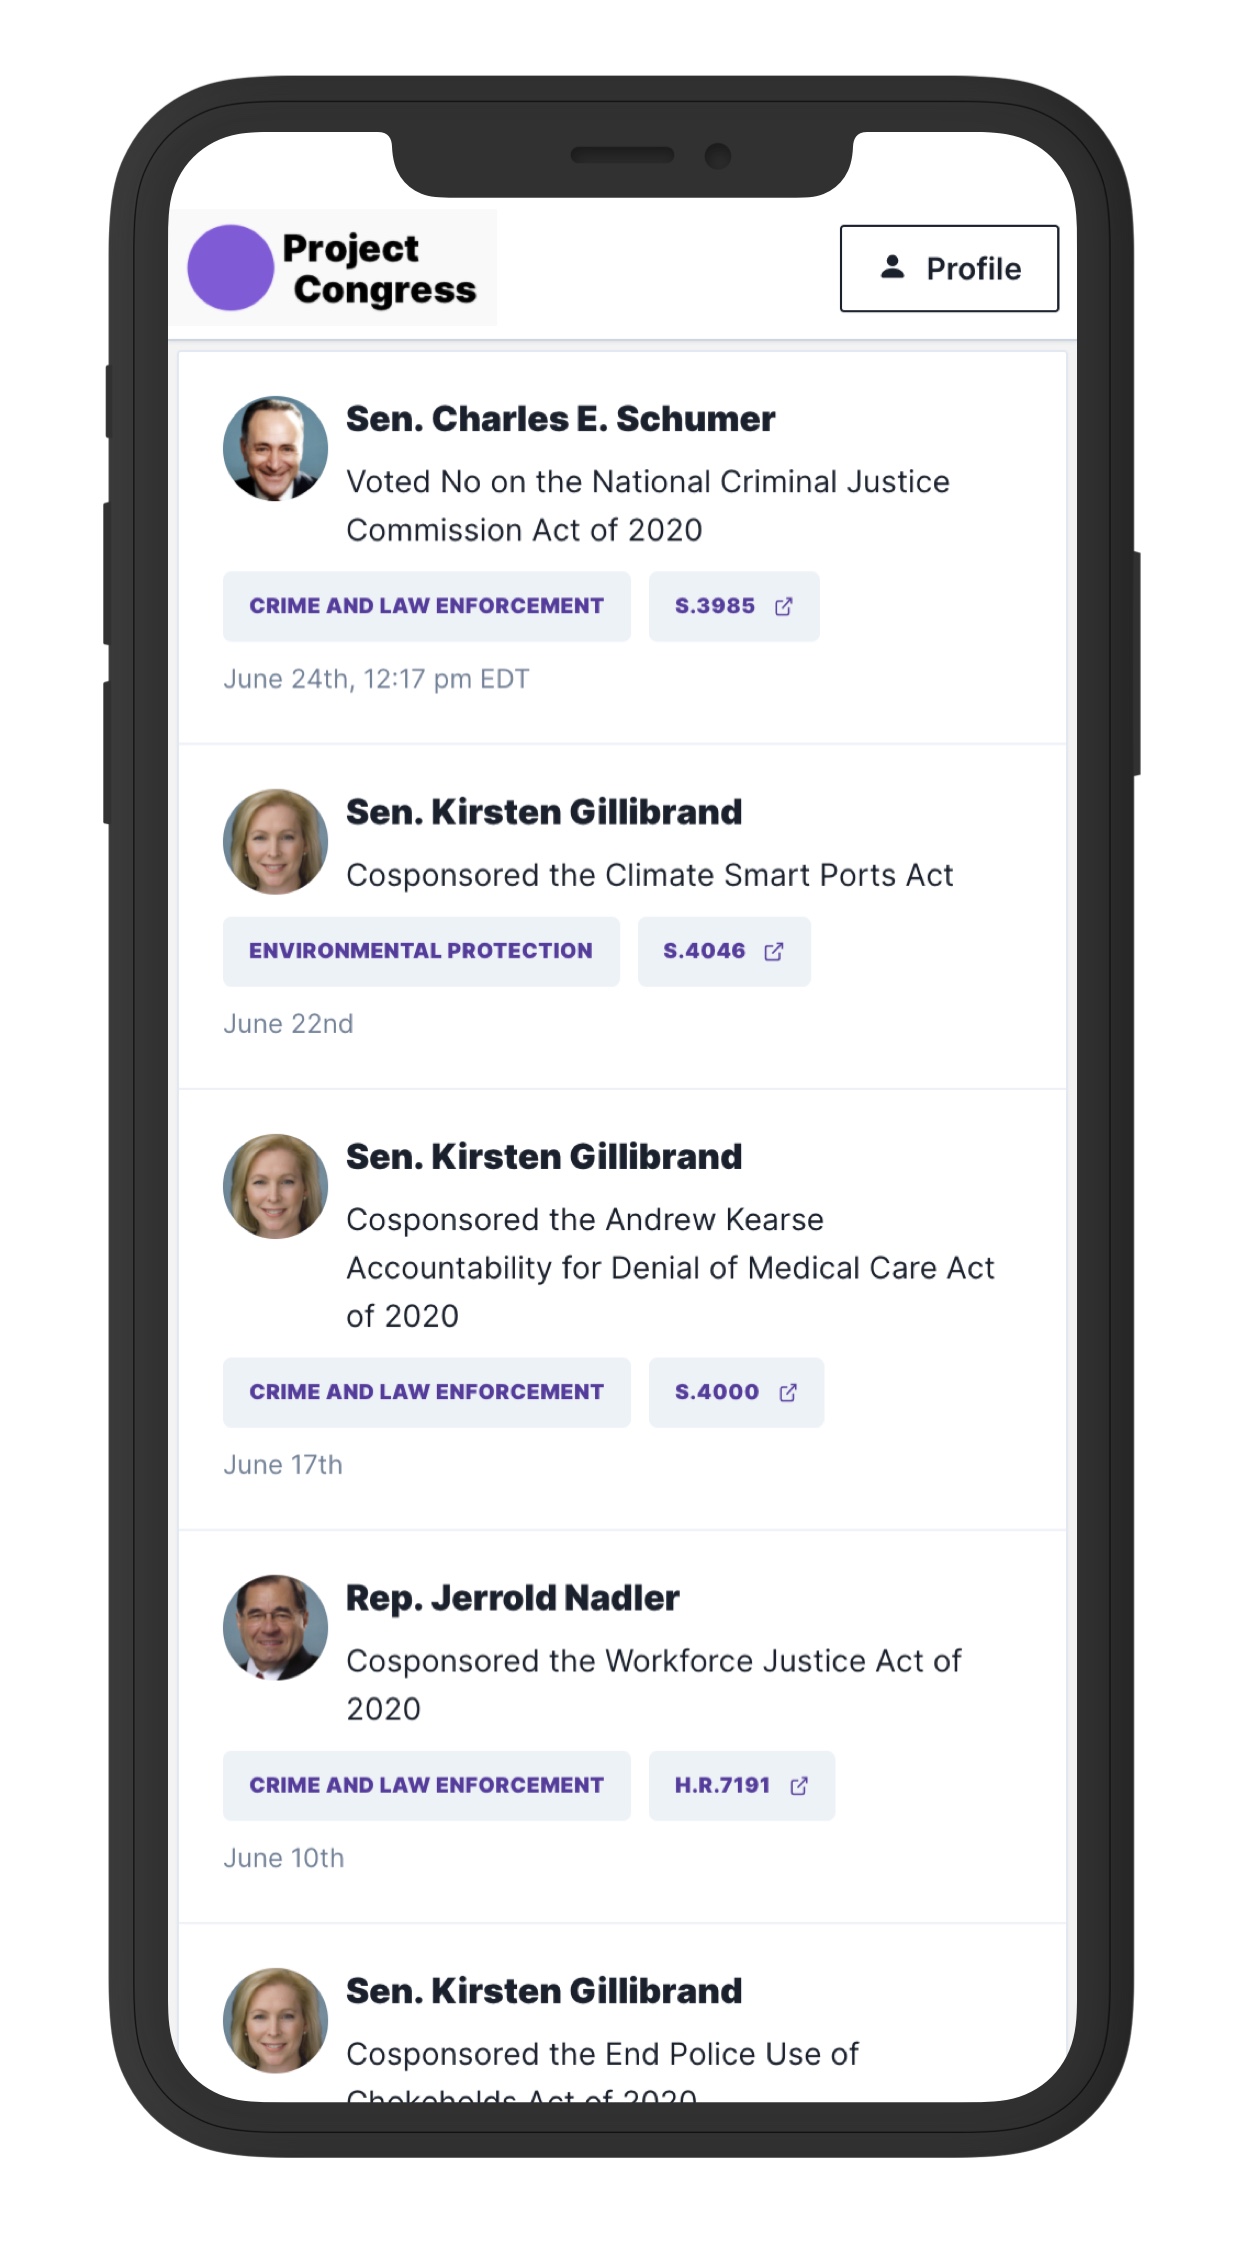 Project
Congress
Profile
Sen. Charles E. Schumer
Voted No on the National Criminal Justice
Commission Act of 2020
CRIME AND LAW ENFORCEMENT
S.3985
June 24th, 12:17 pm EDT
Sen. Kirsten Gillibrand
Cosponsored the Climate Smart Ports Act
ENVIRONMENTAL PROTECTION
S.4046
June 22nd
Sen. Kirsten Gillibrand
Cosponsored the Andrew Kearse
Accountability for Denial of Medical Care Act
of 2020
CRIME AND LAW ENFORCEMENT
S.4000
June 17th
Rep. Jerrold Nadler
Cosponsored the Workforce Justice Act of
2020
CRIME AND LAW ENFORCEMENT
H.R.7191
June 10th
Sen. Kirsten Gillibrand
Cosponsored the End Police Use of
Chokeholds Act of 2020